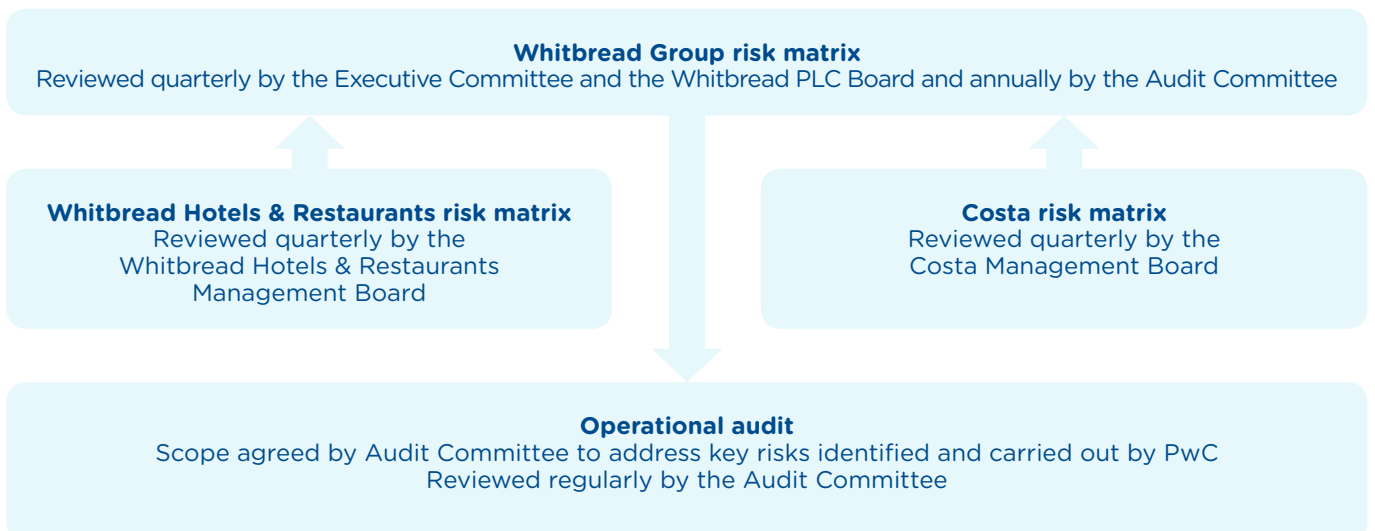 Whitbread Group risk matrix
Reviewed quarterly by the Executive Committee and the Whitbread PLC Board and annually by the Audit Committee
Whitbread Hotels & Restaurants risk matrix
Reviewed quarterly by the
Whitbread Hotels & Restaurants
Management Board
Costa risk matrix
Reviewed quarterly by the
Costa Management Board
Operational audit
Scope agreed by Audit Committee to address key risks identified and carried out by PwC
Reviewed regularly by the Audit Committee